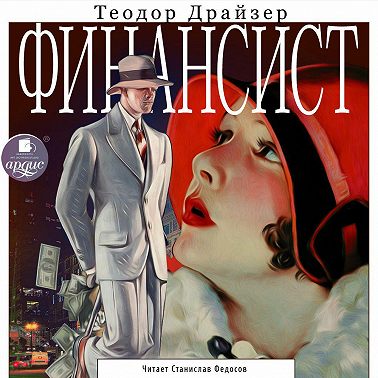 Теодор Драйзер
ФИНАНСИСТ
ардис
®
Читает Станислав Федосов